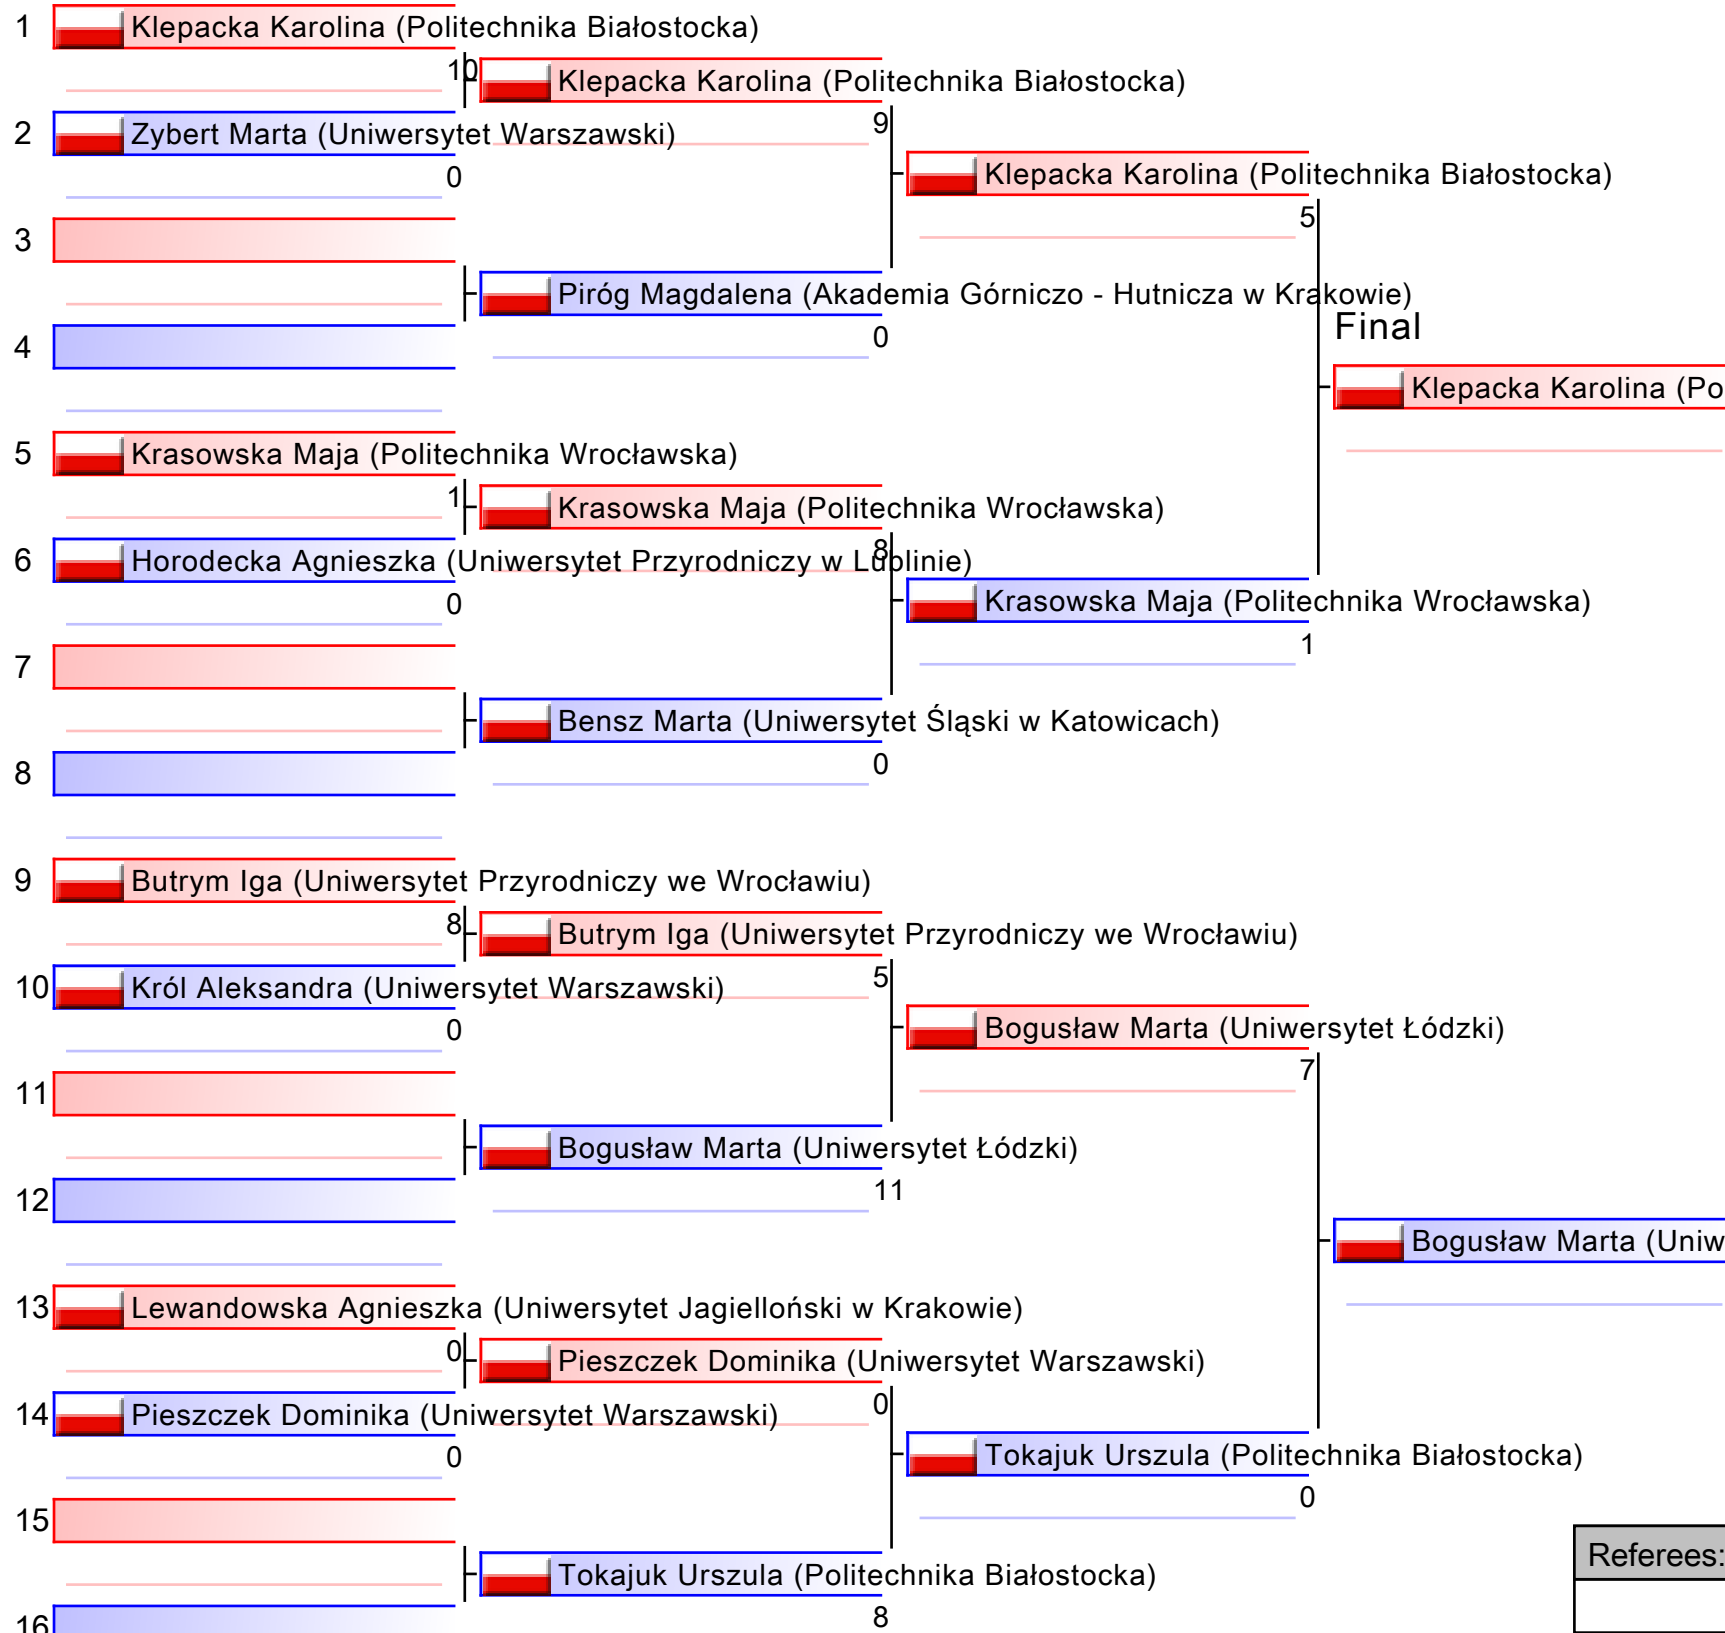 1 Klepacka Karolina (Politechnika Białostocka)
10 Klepacka Karolina (Politechnika Białostocka)
2 Zybert Marta (Uniwersytet Warszawski)
9
Klepacka Karolina (Politechnika Białostocka)
0
5
3
Piróg Magdalena (Akademia Górniczo - Hutnicza w Krakowie)
Final
0
4
Klepacka Karolina (Po
5 Krasowska Maja (Politechnika Wrocławska)
1 Krasowska Maja (Politechnika Wrocławska)
8
6 Horodecka Agnieszka (Uniwersytet Przyrodniczy w Lublinie)
0
Krasowska Maja (Politechnika Wrocławska)
1
7
Bensz Marta (Uniwersytet Śląski w Katowicach)
0
8
9 Butrym Iga (Uniwersytet Przyrodniczy we Wrocławiu)
8 Butrym Iga (Uniwersytet Przyrodniczy we Wrocławiu)
5
10 Król Aleksandra (Uniwersytet Warszawski)
0
Bogusław Marta (Uniwersytet Łódzki)
7
11
Bogusław Marta (Uniwersytet Łódzki)
11
12
Bogusław Marta (Uniw
13 Lewandowska Agnieszka (Uniwersytet Jagielloński w Krakowie)
0 Pieszczek Dominika (Uniwersytet Warszawski)
0
14 Pieszczek Dominika (Uniwersytet Warszawski)
0
Tokajuk Urszula (Politechnika Białostocka)
0
15
Referees:
Tokajuk Urszula (Politechnika Białostocka)
8
16